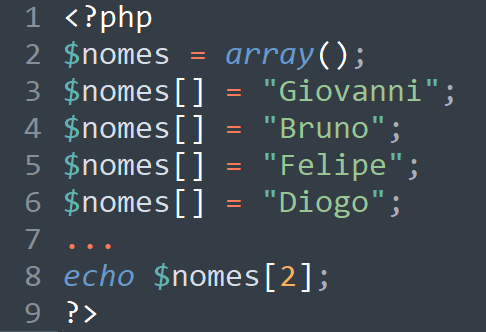 1 <?php
2 $nomes = array();
3 $nomes[] = "Giovanni";
4 $nomes[] = "Bruno";
5 $nomes[] = "Felipe";
6 $nomes[] = "Diogo";
7 ...
8 echo $nomes[2];
9 ?>